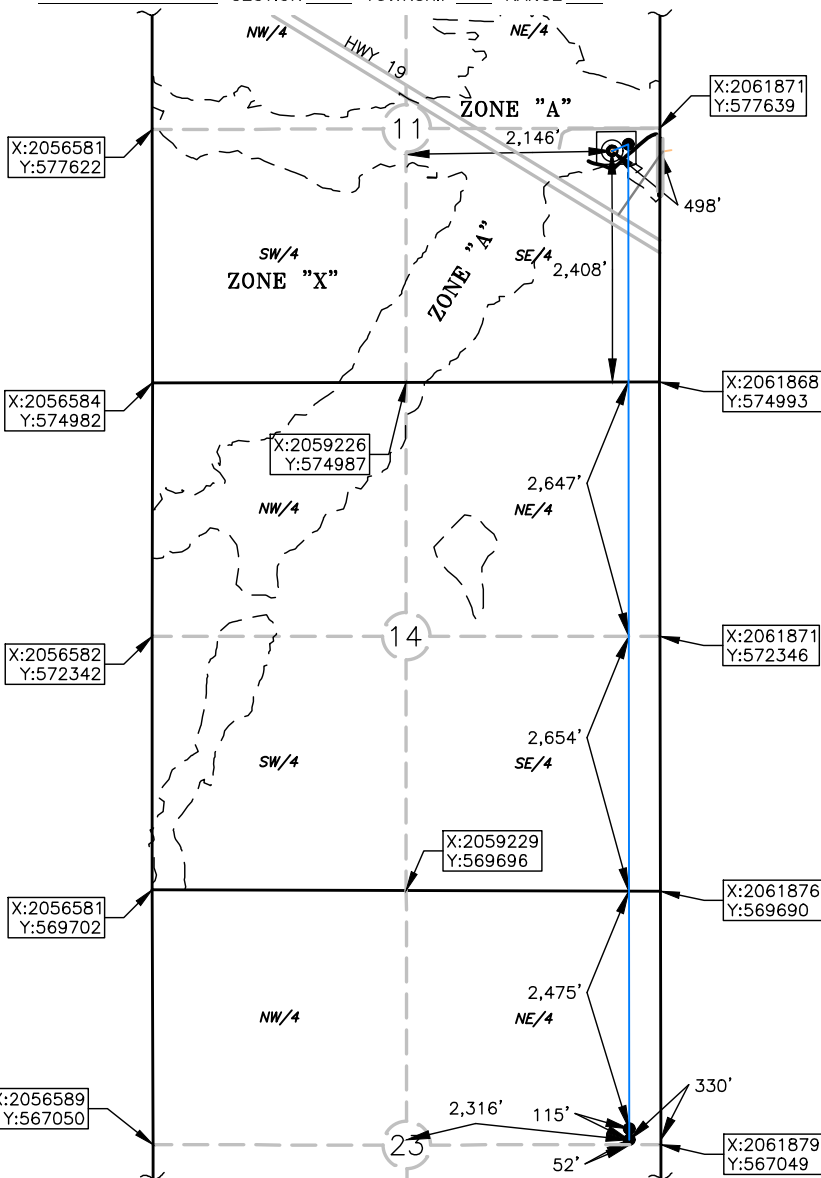 NW/4
NE/4
HWY 19
ZONE "A"
X:2061871
Y:577639
11
2,146'
X:2056581
Y:577622
498'
SW/4
ZONE "X"
ZONE "A"
SE/4
2,408'
X:2056584
Y:574982
X:2061868
Y:574993
X:2059226
Y:574987
2,647'
NW/4
NE/4
14
X:2056582
Y:572342
X:2061871
Y:572346
2,654'
SW/4
SE/4
X:2059229
Y:569696
X:2056581
Y:569702
X:2061876
Y:569690
2,475'
NW/4
NE/4
:2056589
Y:567050
2,316'
115'
330'
23
52'
X:2061879
Y:567049